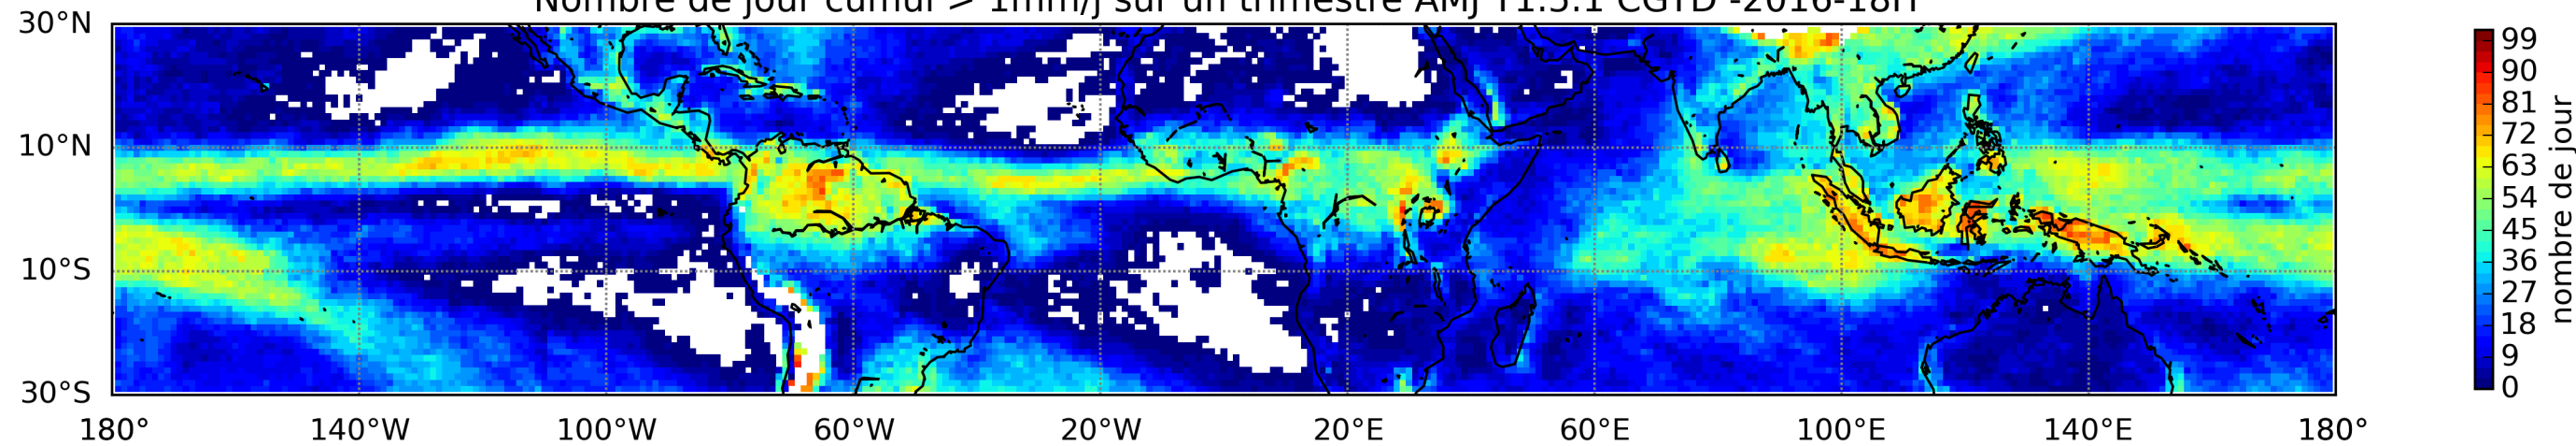 Nombre de jour cumul > 1mm/j sur un trimestre AMJ T1.5.1 CGTD -2016-18H
30°N
10°N
10°S
30°S
180° 140°W 100°W 60°W 20°W 20°E 60°E 100°E 140°E 180°
99
90
81
72
63
54
45
36
27
18
9
0
nombre de jour